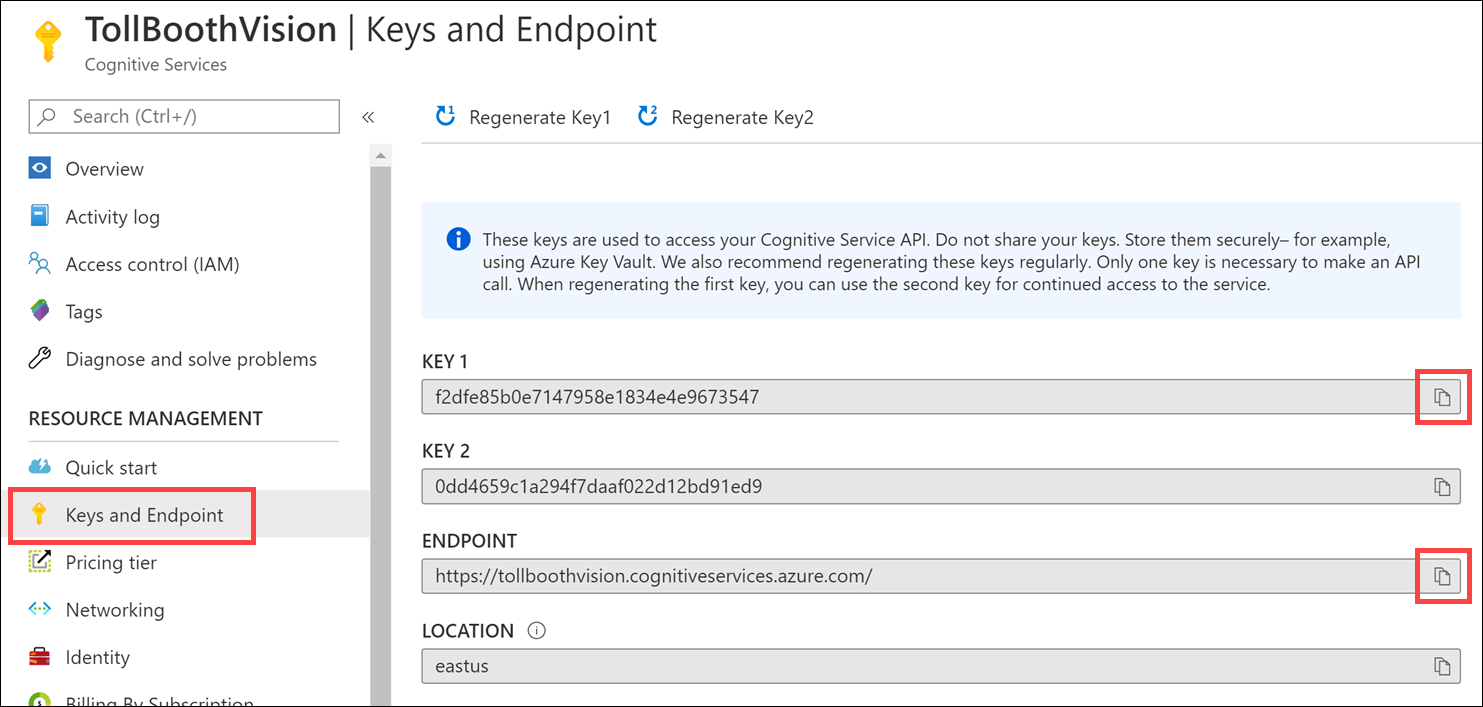 TollBoothVision | Keys and Endpoint
Cognitive Services
Search (Ctrl+/)
«
Overview
Activity log
Access control (IAM)
Tags
Diagnose and solve problems
RESOURCE MANAGEMENT
Quick start
Keys and Endpoint
Pricing tier
Networking
Identity
Billing By Subscription
1 Regenerate Key1
2 Regenerate Key2
These keys are used to access your Cognitive Service API. Do not share your keys. Store them securely– for example,
using Azure Key Vault. We also recommend regenerating these keys regularly. Only one key is necessary to make an API
call. When regenerating the first key, you can use the second key for continued access to the service.
KEY 1
f2dfe85b0e7147958e1834e4e9673547
KEY 2
0dd4659c1a294f7daaf022d12bd91ed9
ENDPOINT
https://tollboothvision.cognitiveservices.azure.com/
LOCATION
eastus